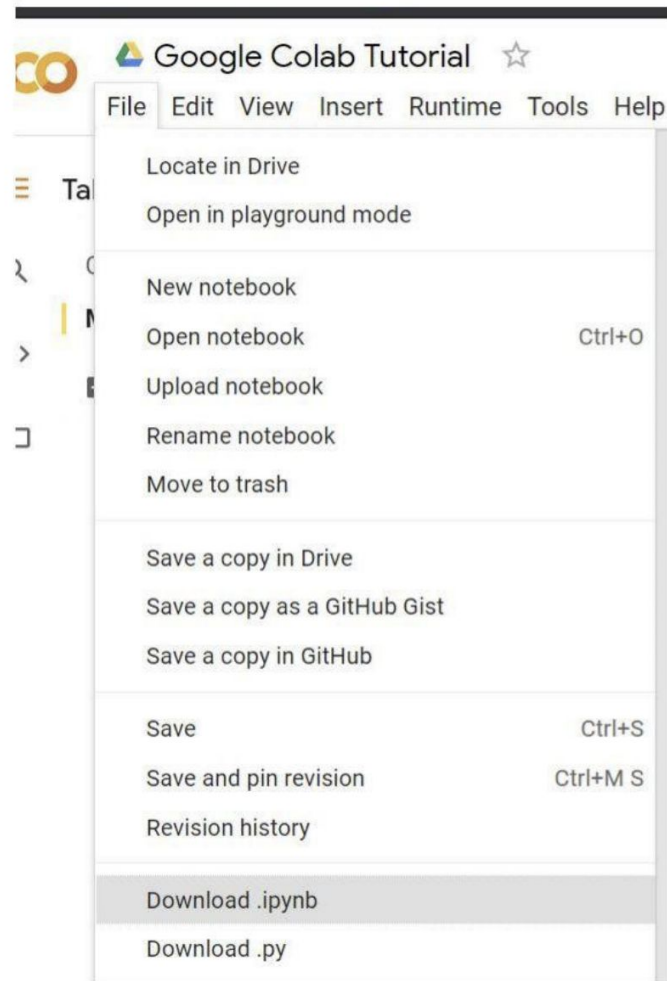 CO
Google Colab Tutorial
File Edit View Insert Runtime Tools Help
Locate in Drive
Ta
Open in playground mode
New notebook
Open notebook Ctrl+O
Upload notebook
Rename notebook
Move to trash
Save a copy in Drive
Save a copy as a GitHub Gist
Save a copy in GitHub
Save Ctrl+S
Save and pin revision Ctrl+M S
Revision history
Download .ipynb
Download .py